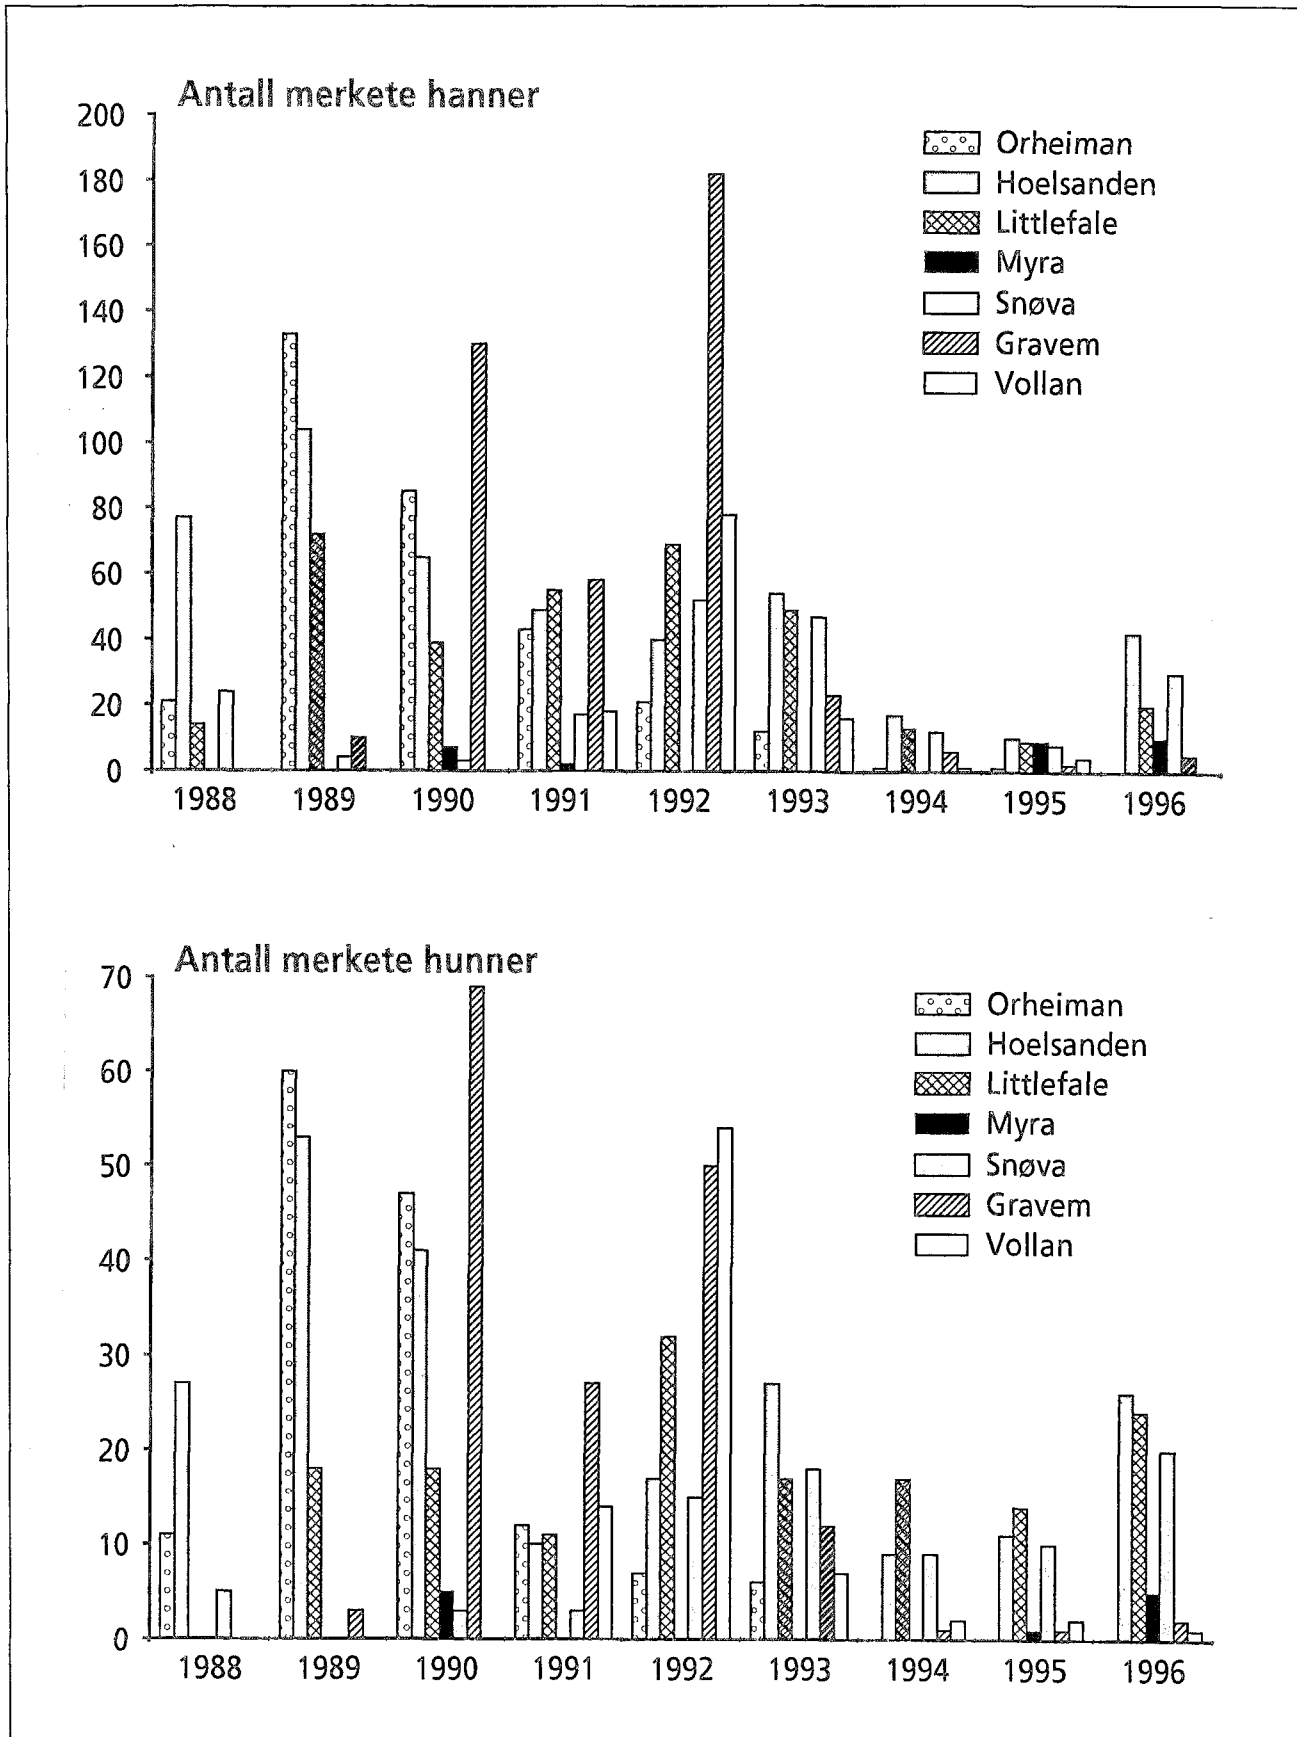 Antall merkete hanner
200
180
160
140
120
100
80
60
40
20
0
Orheiman
Hoelsanden
Littlefale
Myra
Snøva
Gravem
Vollan
1988 1989 1990 1991 1992 1993 1994 1995 1996
Antall merkete hunner
70
60
50
40
30
20
10
0
Orheiman
Hoelsanden
Littlefale
Myra
Snøva
Gravem
Vollan
1988 1989 1990 1991 1992 1993 1994 1995 1996